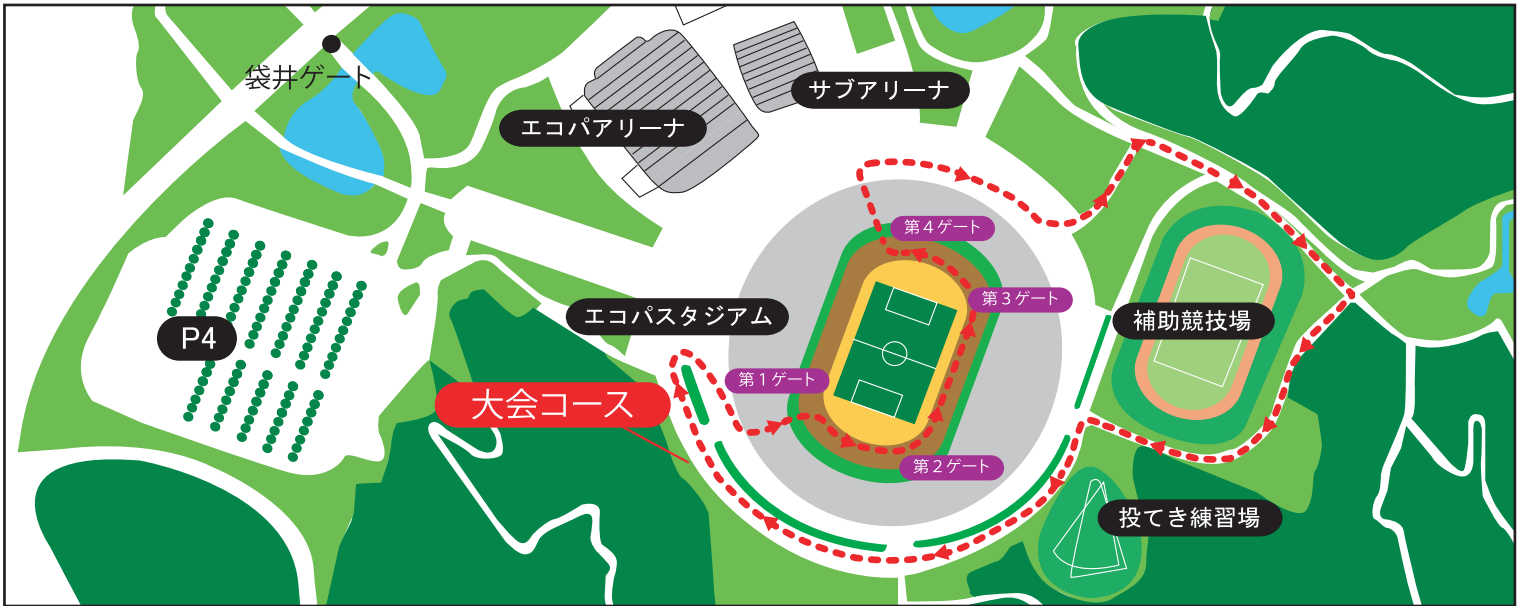 袋井ゲート
サブアリーナ
エコパアリーナ
第4ゲート
第3ゲート
エコパスタジアム
補助競技場
P4
第1ゲート
大会コース
第2ゲート
投てき練習場